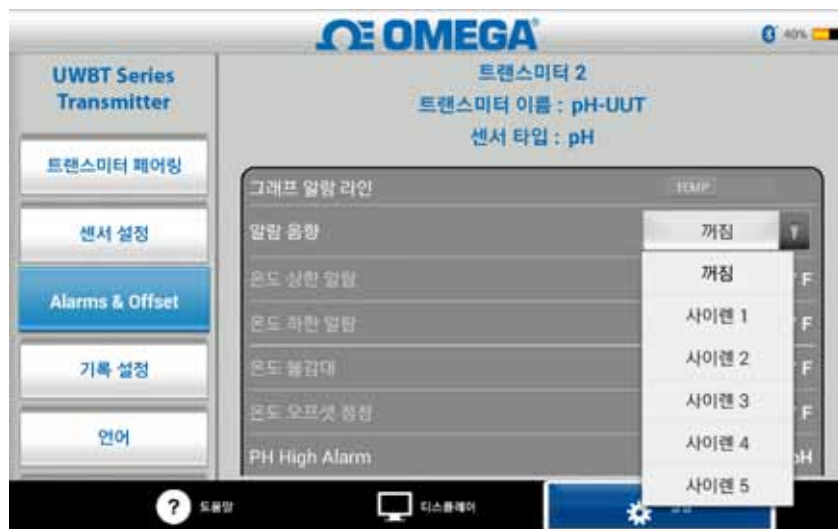 OMEGA
40%
UWBT Series
Transmitter
트랜스미터 2
트랜스미터 이름 : pH-UUT
센서 타입 : pH
트랜스미터 페어링
센서 설정
Alarms & Offset
기록 설정
언어
그래프 알람 라인 TEMP
알람 음향 꺼짐
온도 상한 알람 F
온도 하한 알람 F
온도 불감대 F
온도 오프셋 F
PH High Alarm pH
꺼짐
사이렌 1
사이렌 2
사이렌 3
사이렌 4
사이렌 5
? 도움말
디스플레이